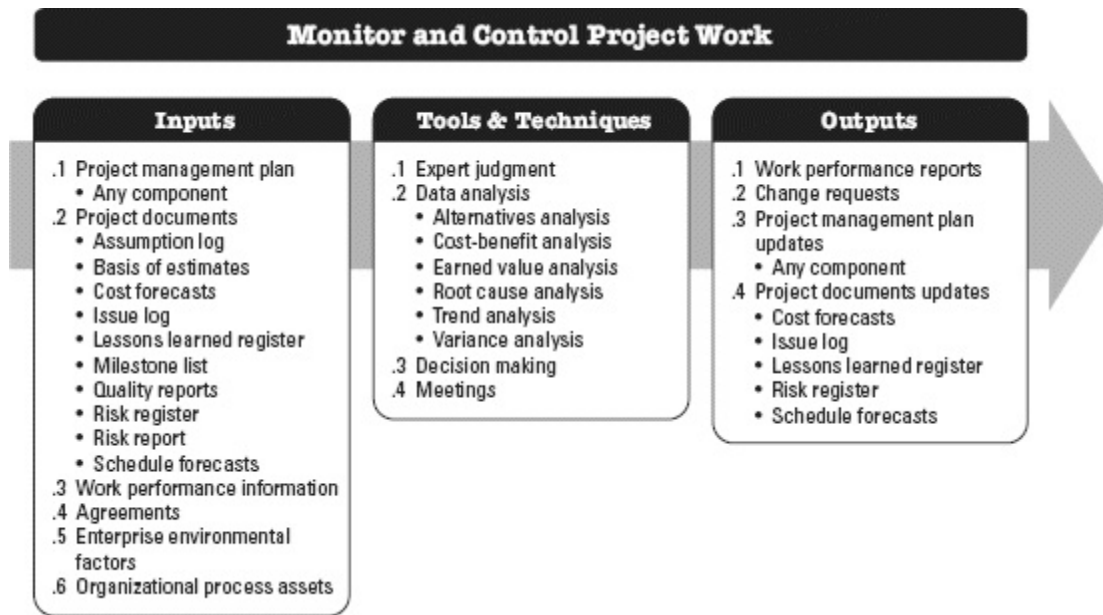 Monitor and Control Project Work
Inputs
.1 Project management plan
• Any component
.2 Project documents
• Assumption log
• Basis of estimates
• Cost forecasts
• Issue log
• Lessons learned register
• Milestone list
• Quality reports
• Risk register
• Risk report
• Schedule forecasts
.3 Work performance information
.4 Agreements
.5 Enterprise environmental
factors
.6 Organizational process assets
Tools & Techniques
.1 Expert judgment
.2 Data analysis
• Alternatives analysis
• Cost-benefit analysis
• Earned value analysis
• Root cause analysis
• Trend analysis
• Variance analysis
.3 Decision making
.4 Meetings
Outputs
.1 Work performance reports
.2 Change requests
.3 Project management plan
updates
• Any component
.4 Project documents updates
• Cost forecasts
• Issue log
• Lessons learned register
• Risk register
• Schedule forecasts